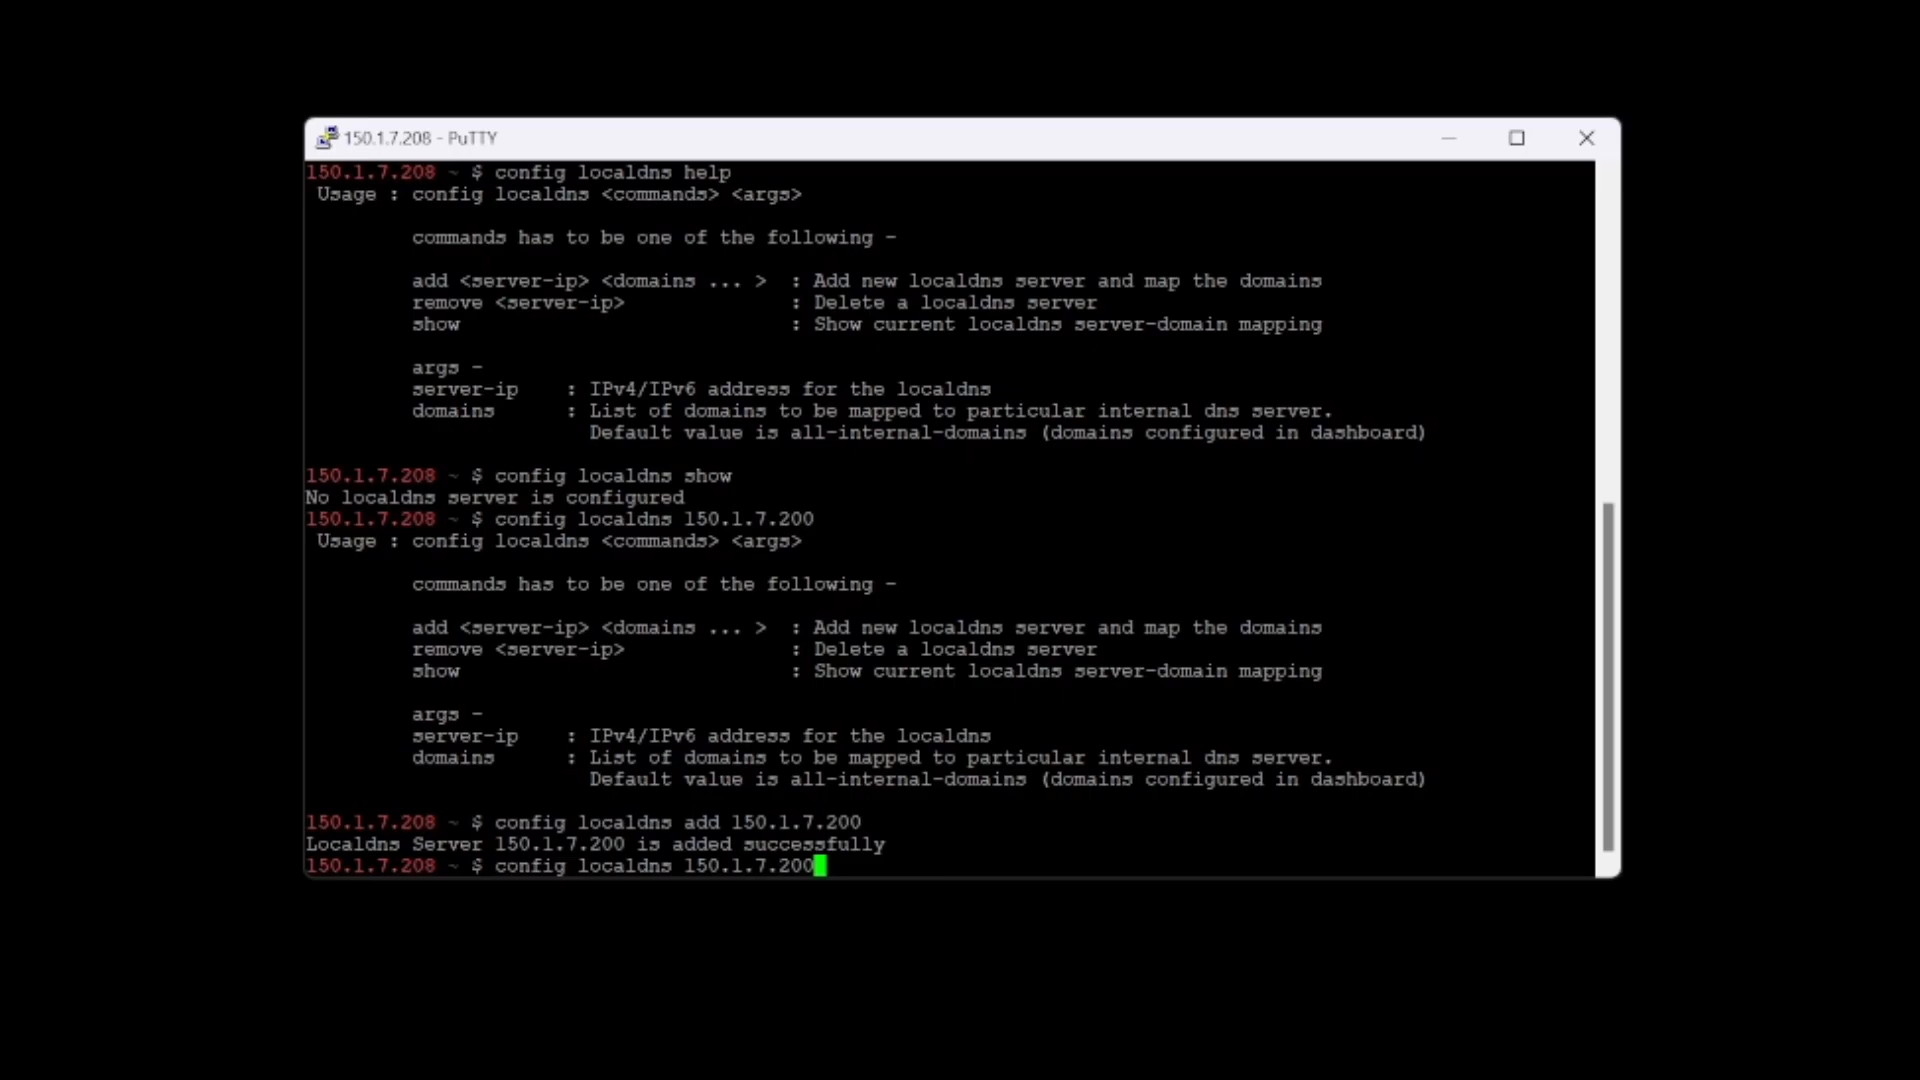 150.1.7.208 - PuTTY
150.1.7.208 ~ $ config localdns help
Usage : config localdns <commands> <args>
commands has to be one of the following -
add <server-ip> <domains ... > : Add new localdns server and map the domains
remove <server-ip> : Delete a localdns server
show : Show current localdns server-domain mapping
args -
server-ip : IPv4/IPv6 address for the localdns
domains : List of domains to be mapped to particular internal dns server.
Default value is all-internal-domains (domains configured in dashboard)
150.1.7.208 ~ $ config localdns show
No localdns server is configured
150.1.7.208 ~ $ config localdns 150.1.7.200
Usage : config localdns <commands> <args>
commands has to be one of the following -
add <server-ip> <domains ... > : Add new localdns server and map the domains
remove <server-ip> : Delete a localdns server
show : Show current localdns server-domain mapping
args -
server-ip : IPv4/IPv6 address for the localdns
domains : List of domains to be mapped to particular internal dns server.
Default value is all-internal-domains (domains configured in dashboard)
150.1.7.208 ~ $ config localdns add 150.1.7.200
Localdns Server 150.1.7.200 is added successfully
150.1.7.208 ~ $ config localdns 150.1.7.200